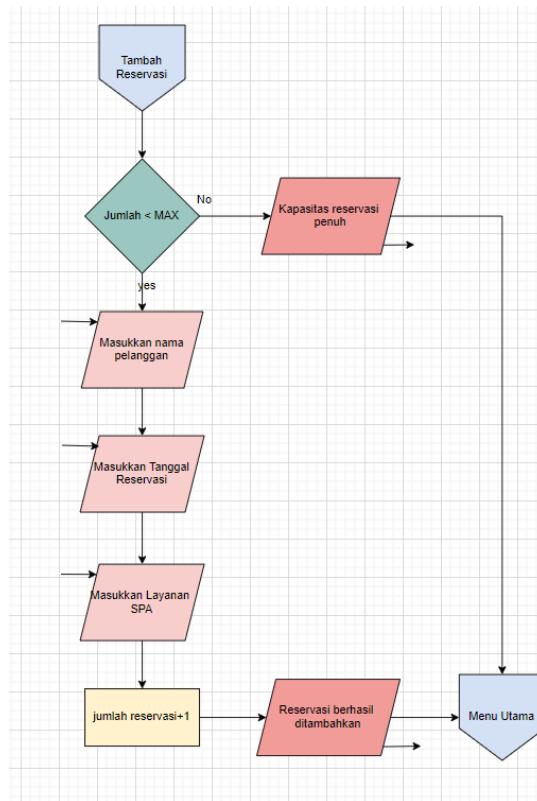 Tambah
Reservasi
Jumlah < MAX
No
Kapasitas reservasi
penuh
yes
Masukkan nama
pelanggan
Masukkan Tanggal
Reservasi
Masukkan Layanan
SPA
jumlah reservasi+1
Reservasi berhasil
ditambahkan
Menu Utama